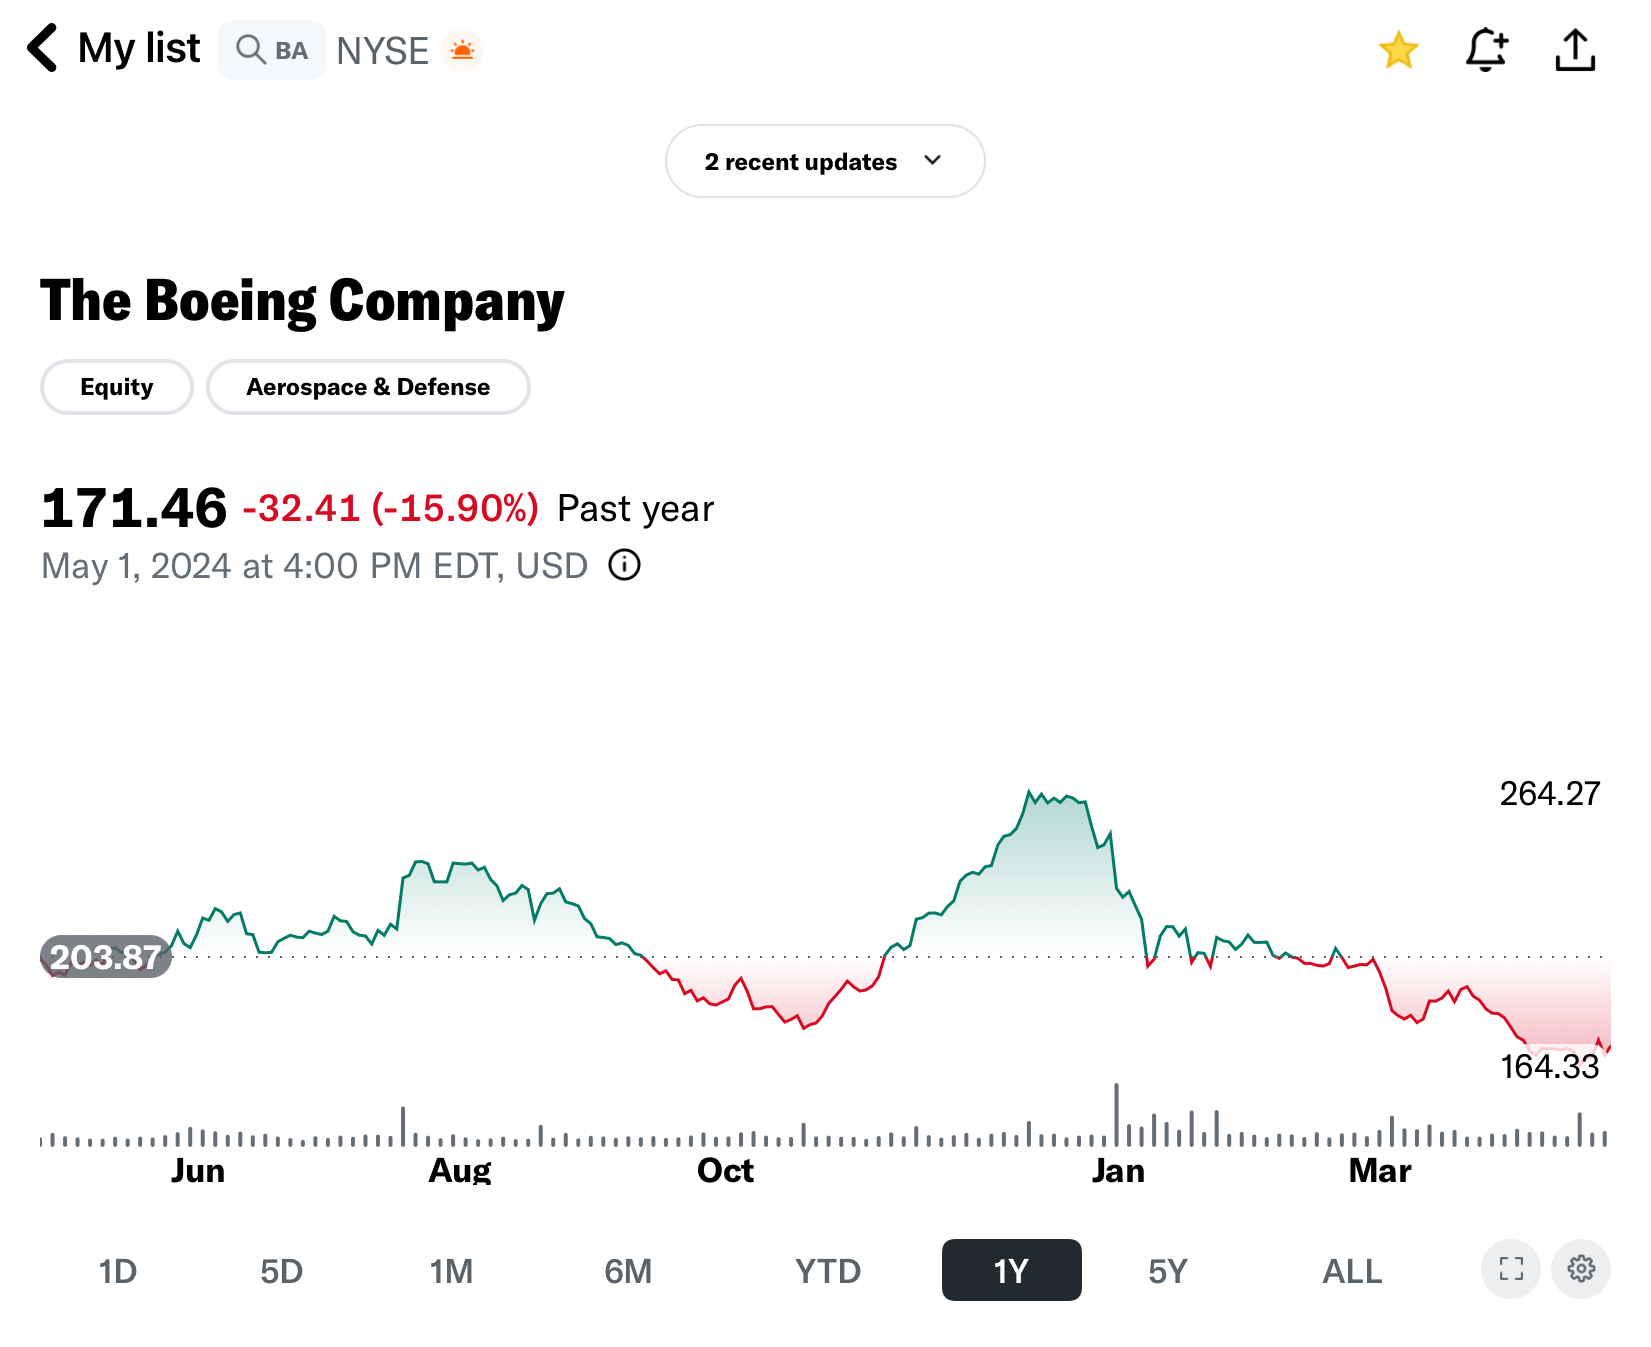 My list BA NYSE
2 recent updates
The Boeing Company
Equity Aerospace & Defense
171.46 -32.41 (-15.90%) Past year
May 1, 2024 at 4:00 PM EDT, USD
264.27
203.87
164.33
Jun Aug Oct Jan Mar
1D 5D 1M 6M YTD 1Y 5Y ALL